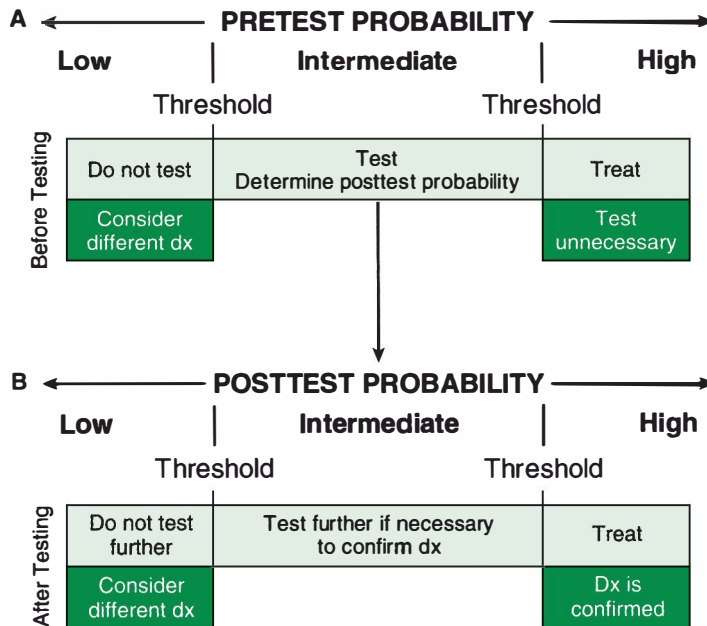 A
PRETEST PROBABILITY
Low Intermediate High
Threshold Threshold
Before Testing
Do not test
Test
Determine posttest probability
Treat
Consider
different dx
Test
unnecessary
B
POSTTEST PROBABILITY
Low Intermediate High
Threshold Threshold
After Testing
Do not test
further
Test further if necessary
to confirm dx
Treat
Consider
different dx
Dx is
confirmed